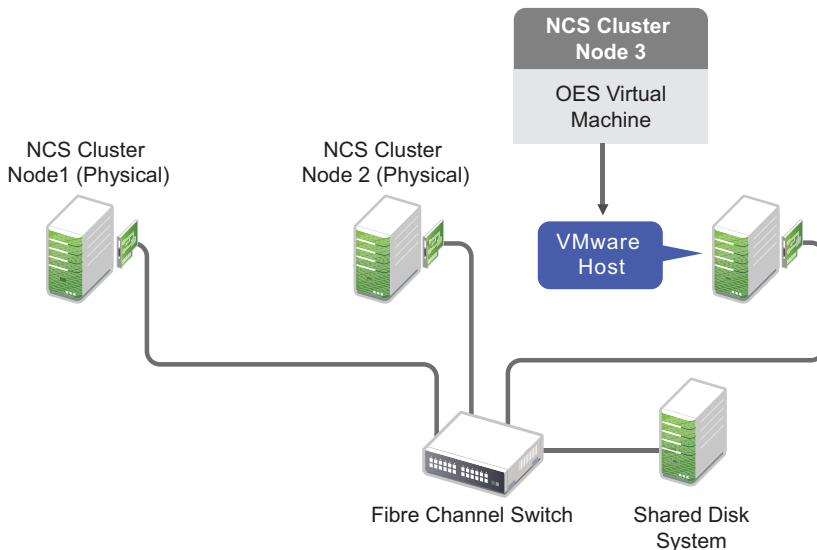 NCS Cluster
Node 3
OES Virtual
Machine
NCS Cluster
Node1 (Physical)
NCS Cluster
Node 2 (Physical)
VMware
Host
Fibre Channel Switch
Shared Disk
System